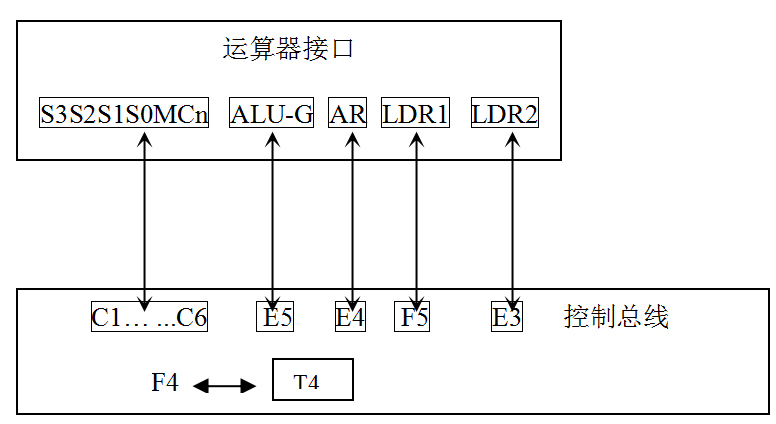 运算器接口
S3S2S1S0MCn ALU-G AR LDR1 LDR2
C1… ...C6 E5 E4 F5 E3 控制总线
F4 T4